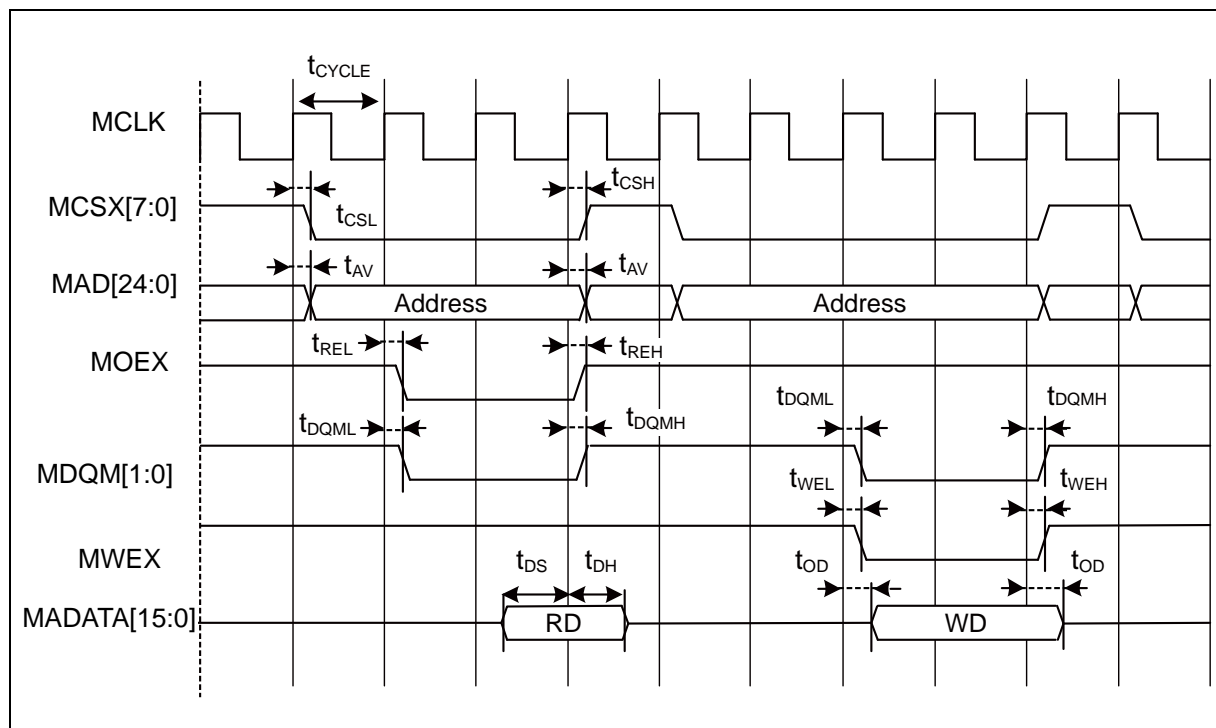 tCYCLE
MCLK
tCSH
MCSX[7:0]
tCSL
tAV tAV
MAD[24:0]
Address Address
tREL tREH
MOEX
tDQML tDQMH tDQML tDQMH
MDQM[1:0]
tWEL tWEH
MWEX
tDS tDH tOD tOD
MADATA[15:0]
RD WD